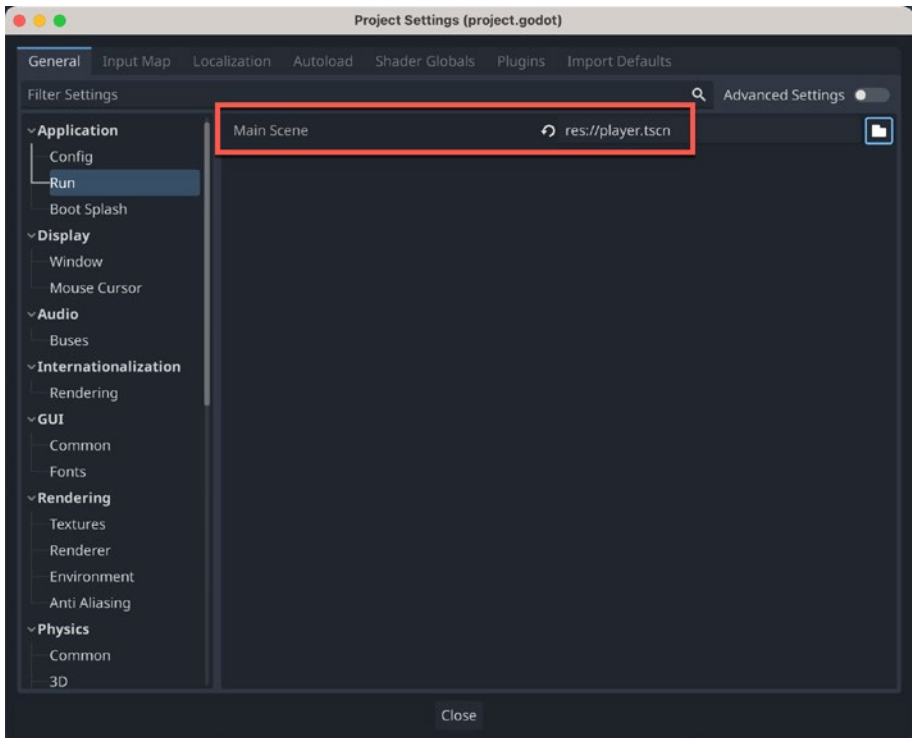 Project Settings (project.godot)
General Input Map Localization Autoload Shader Globals Plugins Import Defaults
Filter Settings Advanced Settings
Application
Config
Run
Boot Splash
Display
Window
Mouse Cursor
Audio
Buses
Internationalization
Rendering
GUI
Common
Fonts
Rendering
Textures
Renderer
Environment
Anti Aliasing
Physics
Common
3D
Main Scene res://player.tscn
Close